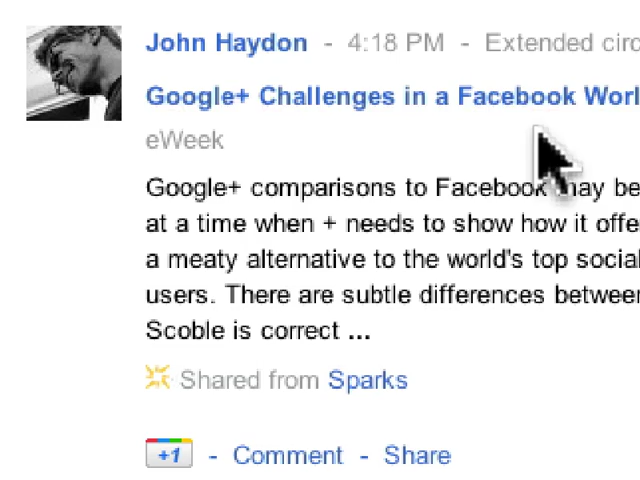 John Haydon - 4:18 PM - Extended circ
Google+ Challenges in a Facebook Worl
eWeek
Google+ comparisons to Facebook may be
at a time when + needs to show how it offe
a meaty alternative to the world's top social
users. There are subtle differences between
Scoble is correct ...
Shared from Sparks
+1 - Comment - Share